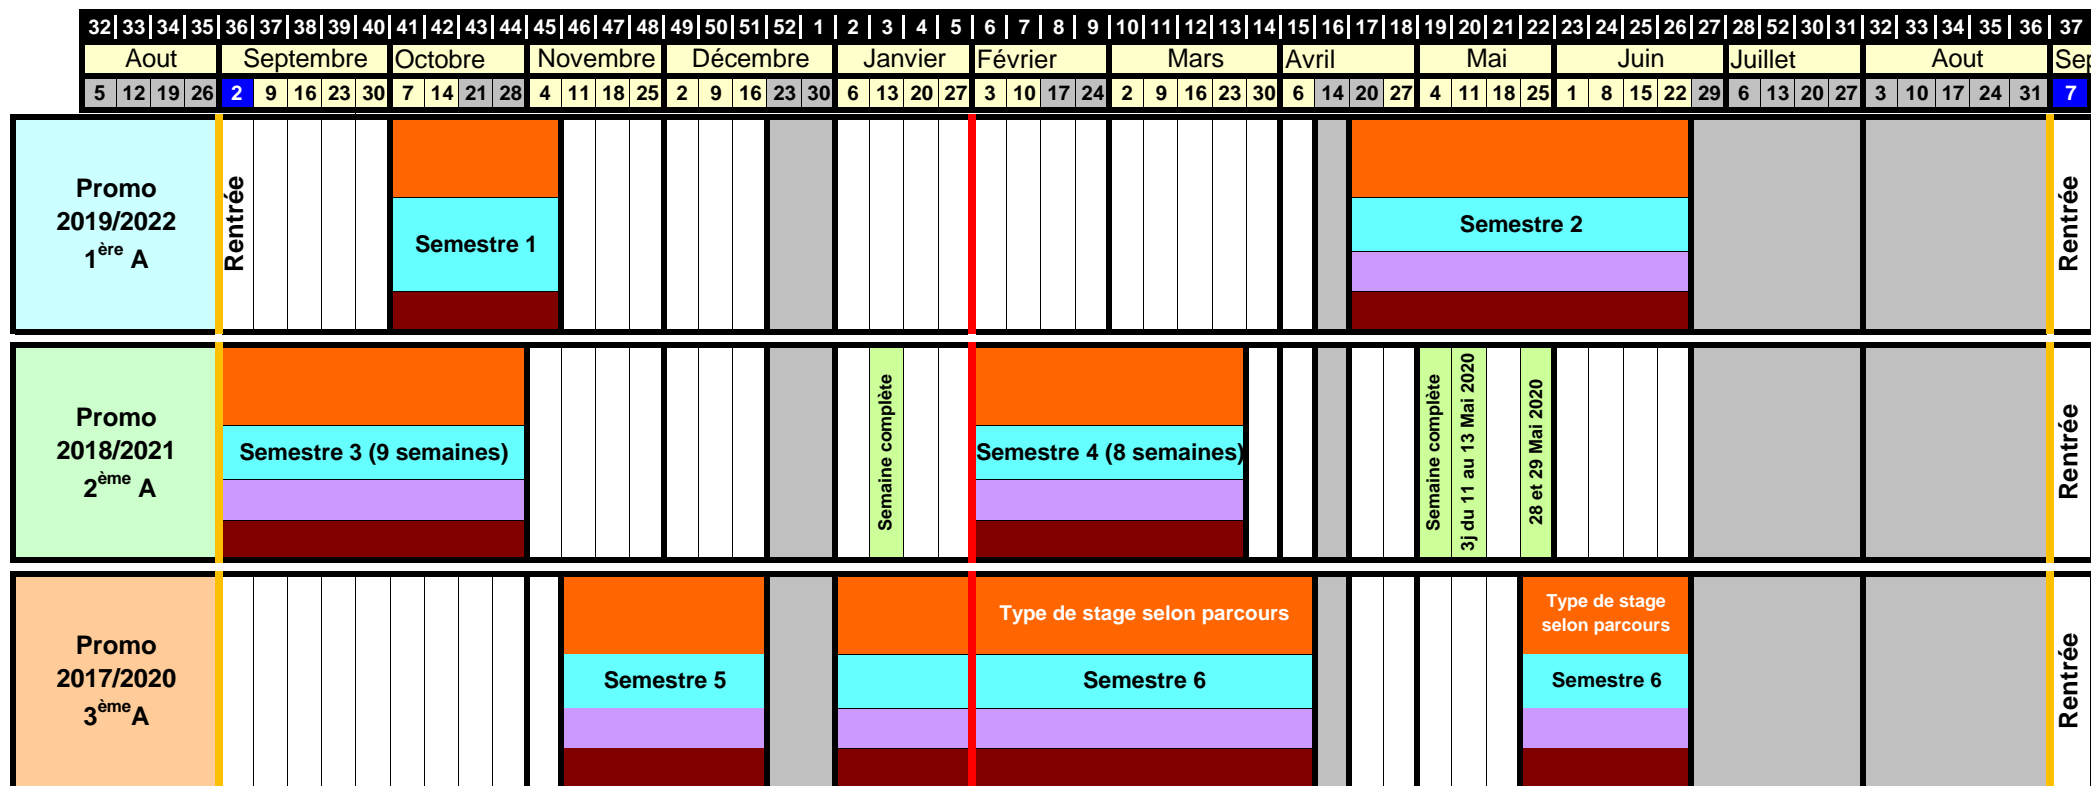 32 33 34 35 36 37 38 39 40 41 42 43 44 45 46 47 48 49 50 51 52 1 2 3 4 5 6 7 8 9 10 11 12 13 14 15 16 17 18 19 20 21 22 23 24 25 26 27 28 52 30 31 32 33 34 35 36 37
Aout Septembre Octobre Novembre Décembre Janvier Février Mars Avril Mai Juin Juillet Aout Sep
5 12 19 26 2 9 16 23 30 7 14 21 28 4 11 18 25 2 9 16 23 30 6 13 20 27 3 10 17 24 2 9 16 23 30 6 14 20 27 4 11 18 25 1 8 15 22 29 6 13 20 27 3 10 17 24 31 7
Promo
2019/2022
1ère A
Rentrée
Semestre 1
Semestre 2
Rentrée
Promo
2018/2021
2ème A
Semestre 3 (9 semaines)
Semaine complète
Semestre 4 (8 semaines)
Semaine complète
3j du 11 au 13 Mai 2020
28 et 29 Mai 2020
Rentrée
Promo
2017/2020
3ème A
Semestre 5
Type de stage selon parcours
Semestre 6
Type de stage
selon parcours
Semestre 6
Rentrée